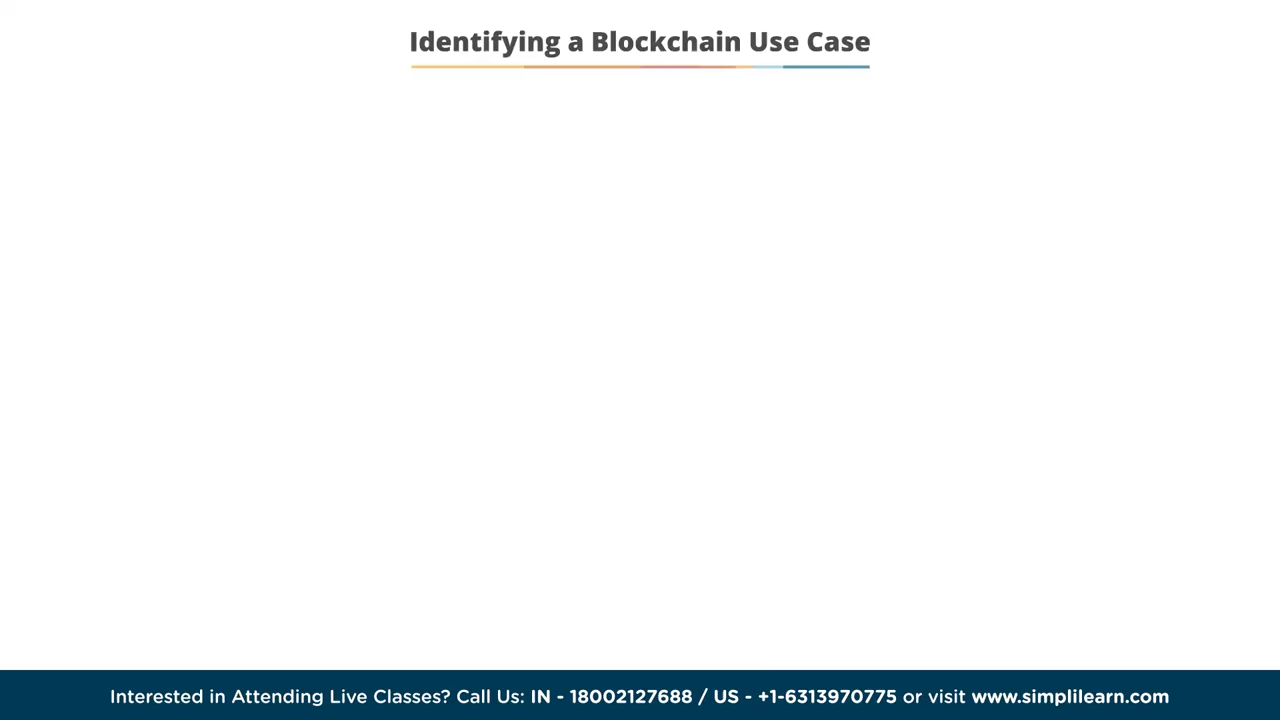 Identifying a Blockchain Use Case
Interested in Attending Live Classes? Call Us: IN - 18002127688 / US - +1-6313970775 or visit www.simplilearn.com